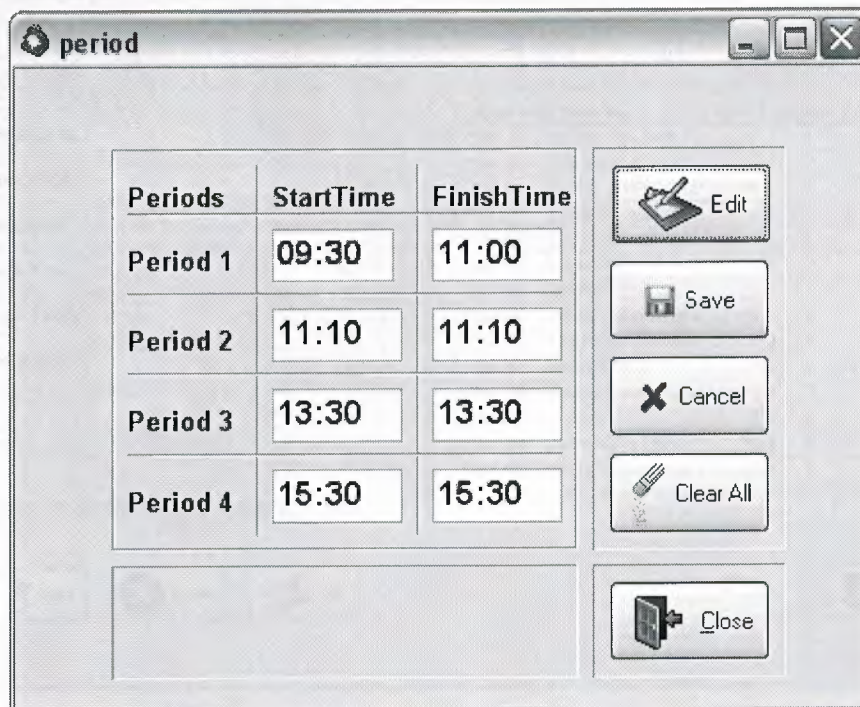 period
Periods StartTime FinishTime
Period 1 09:30 11:00
Period 2 11:10 11:10
Period 3 13:30 13:30
Period 4 15:30 15:30
Edit
Save
Cancel
Clear All
Close